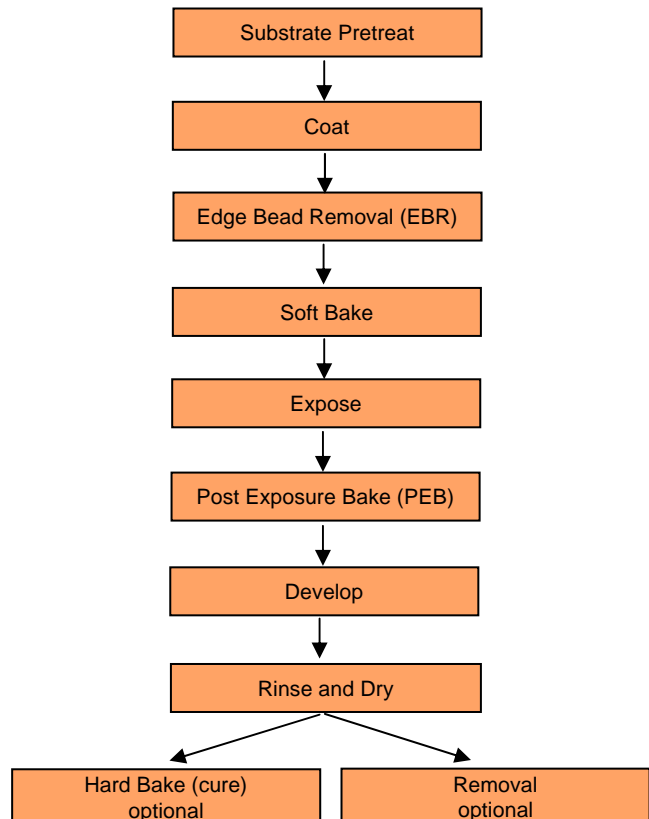 Substrate Pretreat
Coat
Edge Bead Removal (EBR)
Soft Bake
Expose
Post Exposure Bake (PEB)
Develop
Rinse and Dry
Hard Bake (cure)
optional
Removal
optional